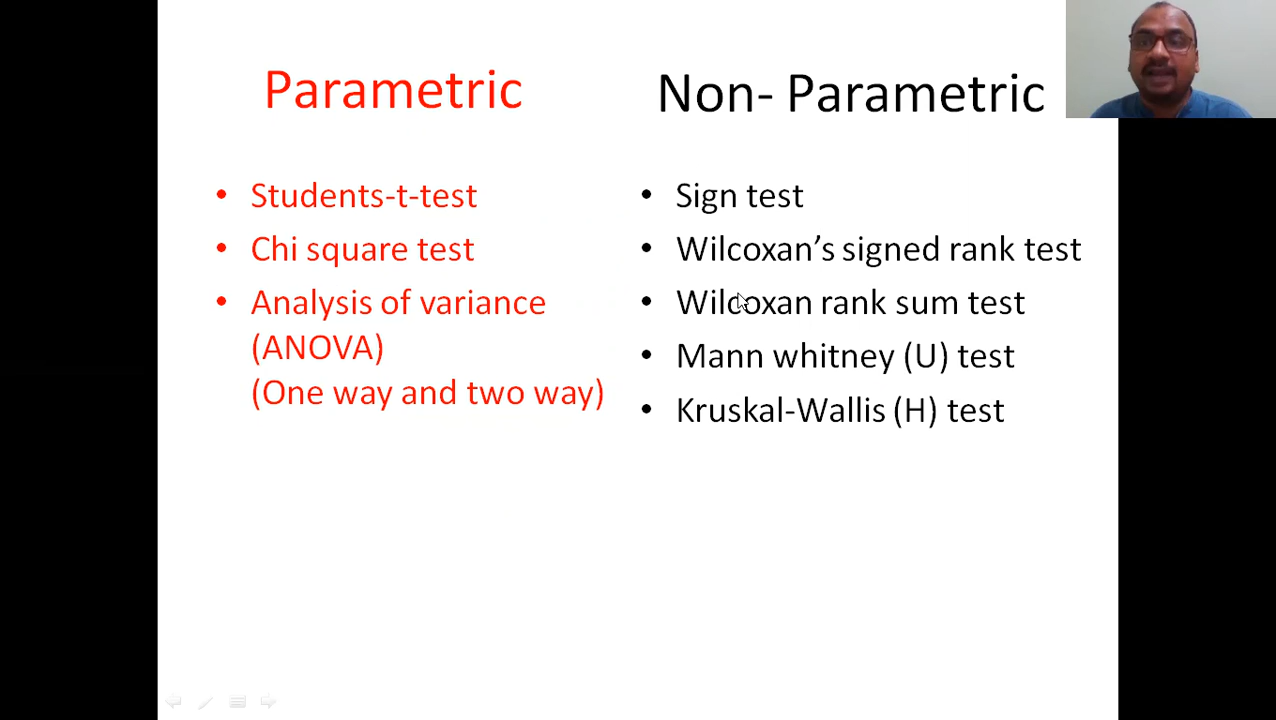 Parametric
• Students-t-test
• Chi square test
• Analysis of variance
(ANOVA)
(One way and two way)
Non- Parametric
• Sign test
• Wilcoxan’s signed rank test
• Wilcoxan rank sum test
• Mann whitney (U) test
• Kruskal-Wallis (H) test